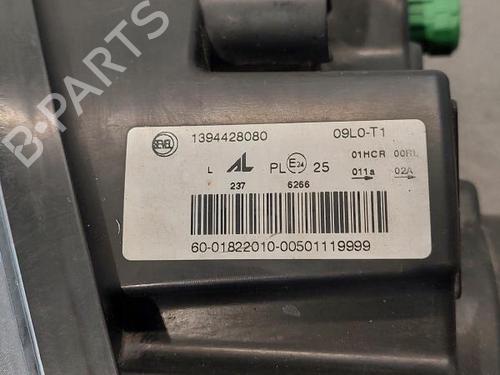 B-PARTS
SEVEL 1394428080 09L0-T1
L AL PL E24 25 01HCR 00RL
237 6266 011a 02A
60-01822010-00501119999